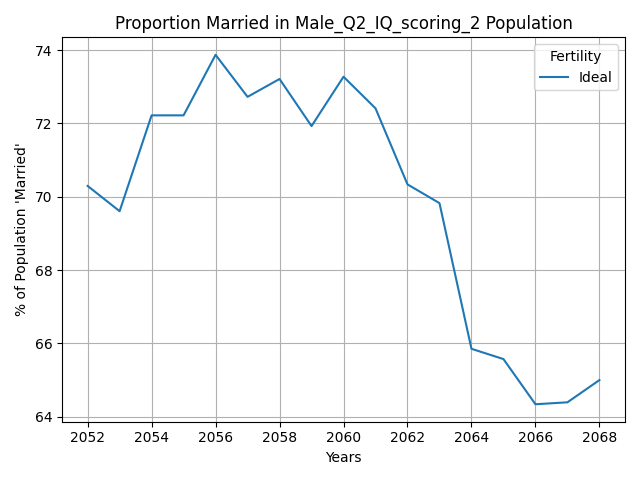 Proportion Married in Male_Q2_IQ_scoring_2 Population
Fertility
Ideal
% of Population 'Married'
74
72
70
68
66
64
2052 2054 2056 2058 2060 2062 2064 2066 2068
Years